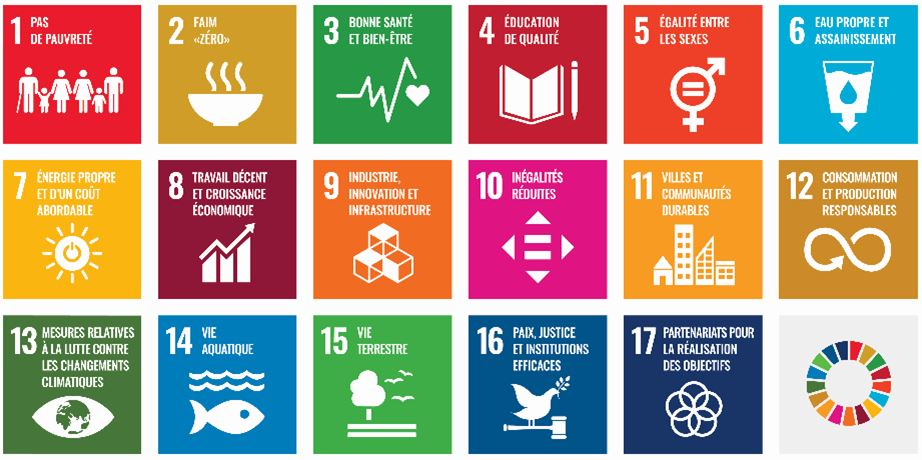 1 PAS
DE PAUVRETÉ
2 FAIM
«ZÉRO»
3 BONNE SANTÉ
ET BIEN-ÊTRE
4 ÉDUCATION
DE QUALITÉ
5 ÉGALITÉ ENTRE
LES SEXES
6 EAU PROPRE ET
ASSAINISSEMENT
7 ÉNERGIE PROPRE
ET D'UN COÛT
ABORDABLE
8 TRAVAIL DÉCENT
ET CROISSANCE
ÉCONOMIQUE
9 INDUSTRIE,
INNOVATION ET
INFRASTRUCTURE
10 INÉGALITÉS
RÉDUITES
11 VILLES ET
COMMUNAUTÉS
DURABLES
12 CONSOMMATION
ET PRODUCTION
RESPONSABLES
13 MESURES RELATIVES
À LA LUTTE CONTRE
LES CHANGEMENTS
CLIMATIQUES
14 VIE
AQUATIQUE
15 VIE
TERRESTRE
16 PAIX, JUSTICE
ET INSTITUTIONS
EFFICACES
17 PARTENARIATS POUR
LA RÉALISATION
DES OBJECTIFS